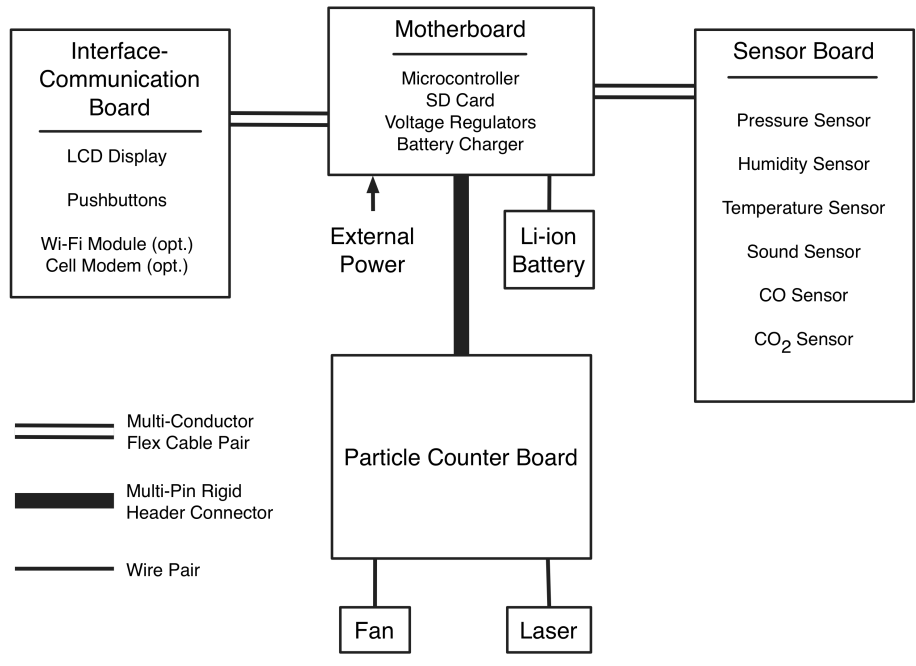 Interface-
Communication
Board
LCD Display
Pushbuttons
Wi-Fi Module (opt.)
Cell Modem (opt.)
Motherboard
Microcontroller
SD Card
Voltage Regulators
Battery Charger
Sensor Board
Pressure Sensor
Humidity Sensor
Temperature Sensor
Sound Sensor
CO Sensor
CO2 Sensor
External
Power
Li-ion
Battery
Particle Counter Board
Multi-Conductor
Flex Cable Pair
Multi-Pin Rigid
Header Connector
Wire Pair
Fan
Laser